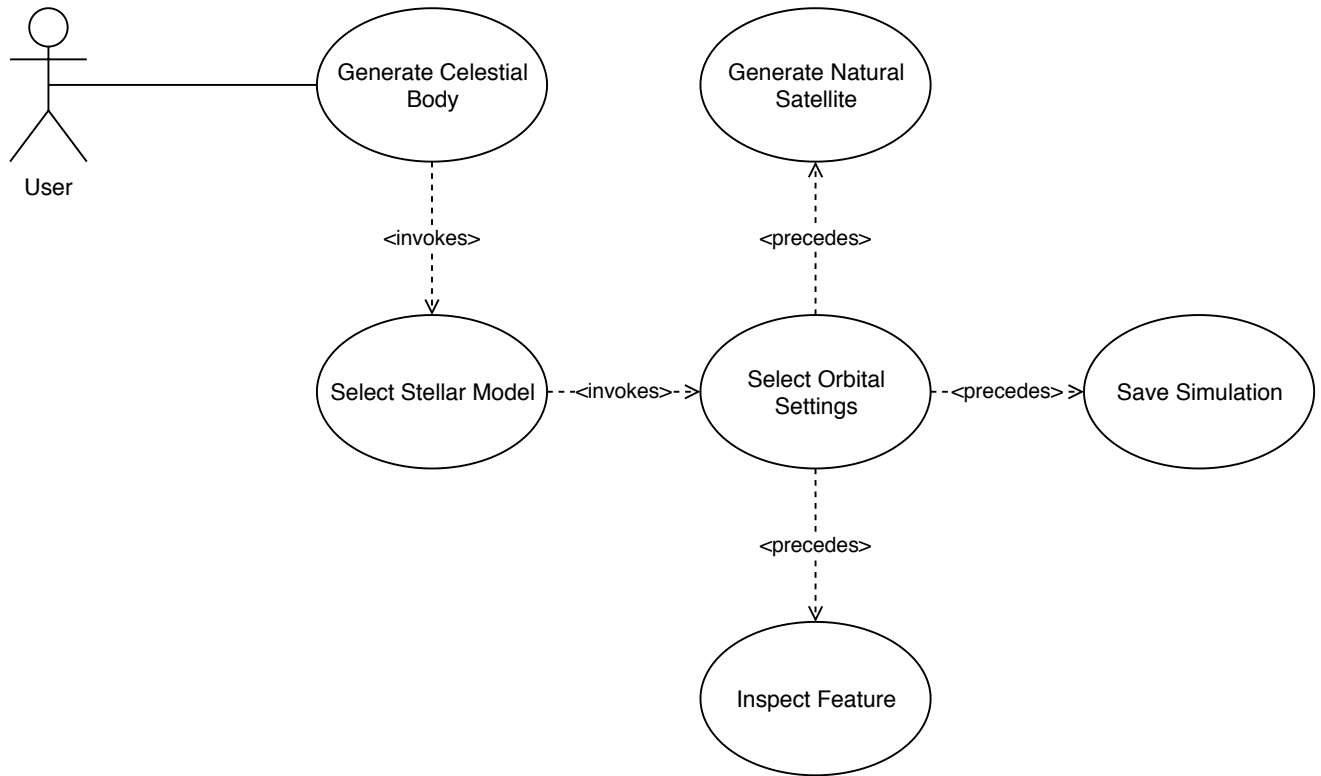 Generate Celestial
Body
Generate Natural
Satellite
User
<invokes>
<precedes>
Select Stellar Model
<invokes>
Select Orbital
Settings
<precedes>
Save Simulation
<precedes>
Inspect Feature